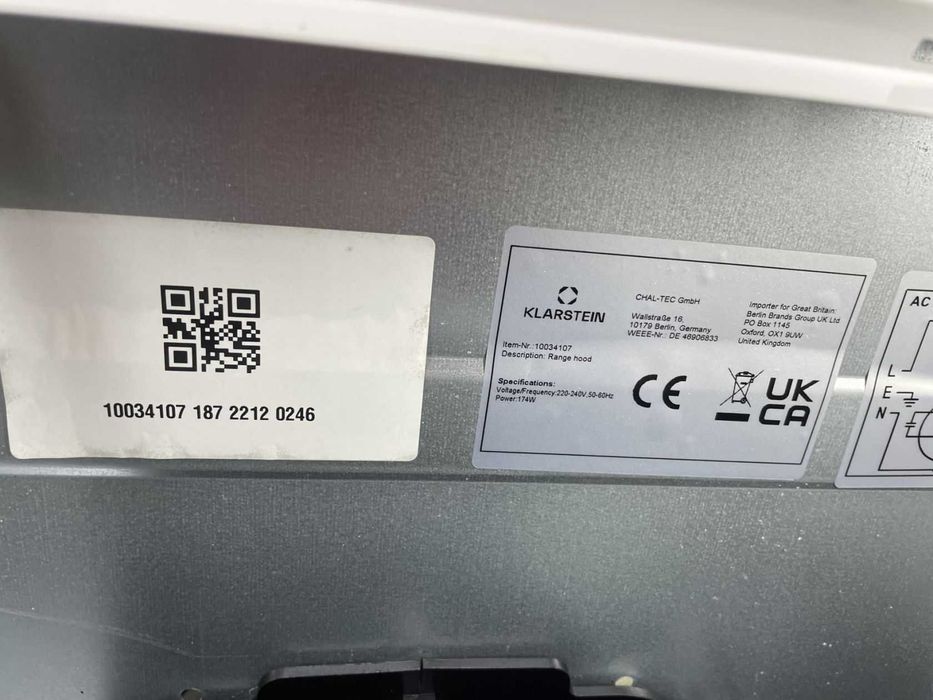 10034107 187 2212 0246
KLARSTEIN
Item-Nr.:10034107
Description: Range hood
Specifications:
Voltage/Frequency:220-240V,50-60Hz
Power:174W
CHAL-TEC GmbH
Wallstraße 16,
10179 Berlin, Germany
WEEE-Nr.: DE 46906833
Importer for Great Britain:
Berlin Brands Group UK Ltd
PO Box 1145
Oxford, OX1 9UW
United Kingdom
CE
UK
CA
AC
L
E
N